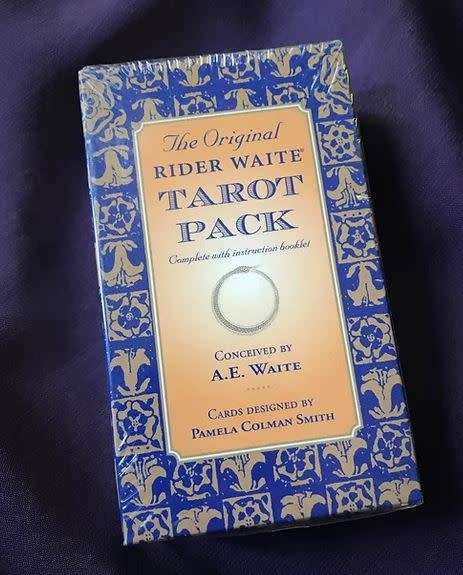 The Original
RIDER WAITE®
TAROT
PACK
Complete with instruction booklet
CONCEIVED BY
A.E. WAITE
CARDS DESIGNED BY
PAMELA COLMAN SMITH